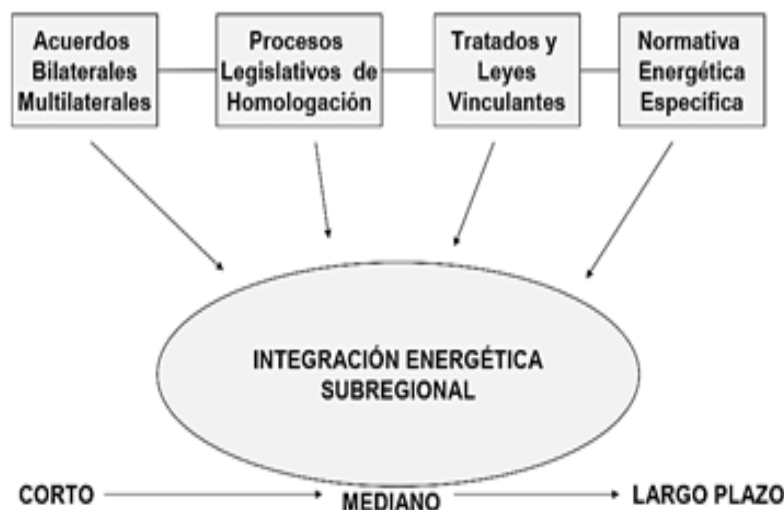 Acuerdos
Bilaterales
Multilaterales
Procesos
Legislativos de
Homologación
Tratados y
Leyes
Vinculantes
Normativa
Energética
Específica
INTEGRACIÓN ENERGÉTICA
SUBREGIONAL
CORTO
MEDIANO
LARGO PLAZO